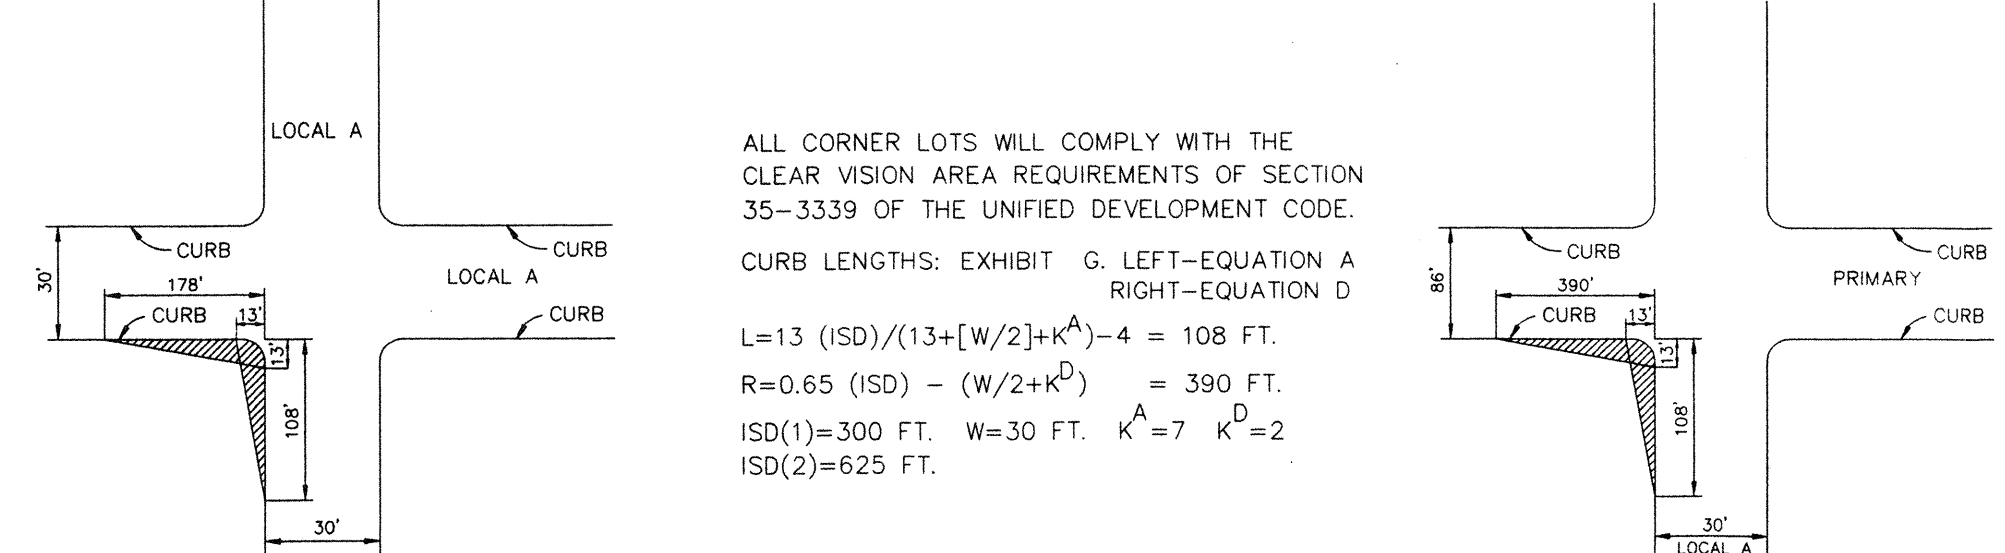 LOCAL A
CURB
CURB
30'
LOCAL A
178'
CURB
13'
CURB
13'
108'
30'
ALL CORNER LOTS WILL COMPLY WITH THE
CLEAR VISION AREA REQUIREMENTS OF SECTION
35-3339 OF THE UNIFIED DEVELOPMENT CODE.
CURB LENGTHS: EXHIBIT G. LEFT-EQUATION A
RIGHT-EQUATION D
L=13 (ISD)/(13+[W/2]+K^A)-4 = 108 FT.
R=0.65 (ISD) - (W/2+K^D) = 390 FT.
ISD(1)=300 FT. W=30 FT. K^A=7 K^D=2
ISD(2)=625 FT.
CURB
CURB
86'
PRIMARY
390'
CURB
13'
CURB
13'
108'
30'
LOCAL A